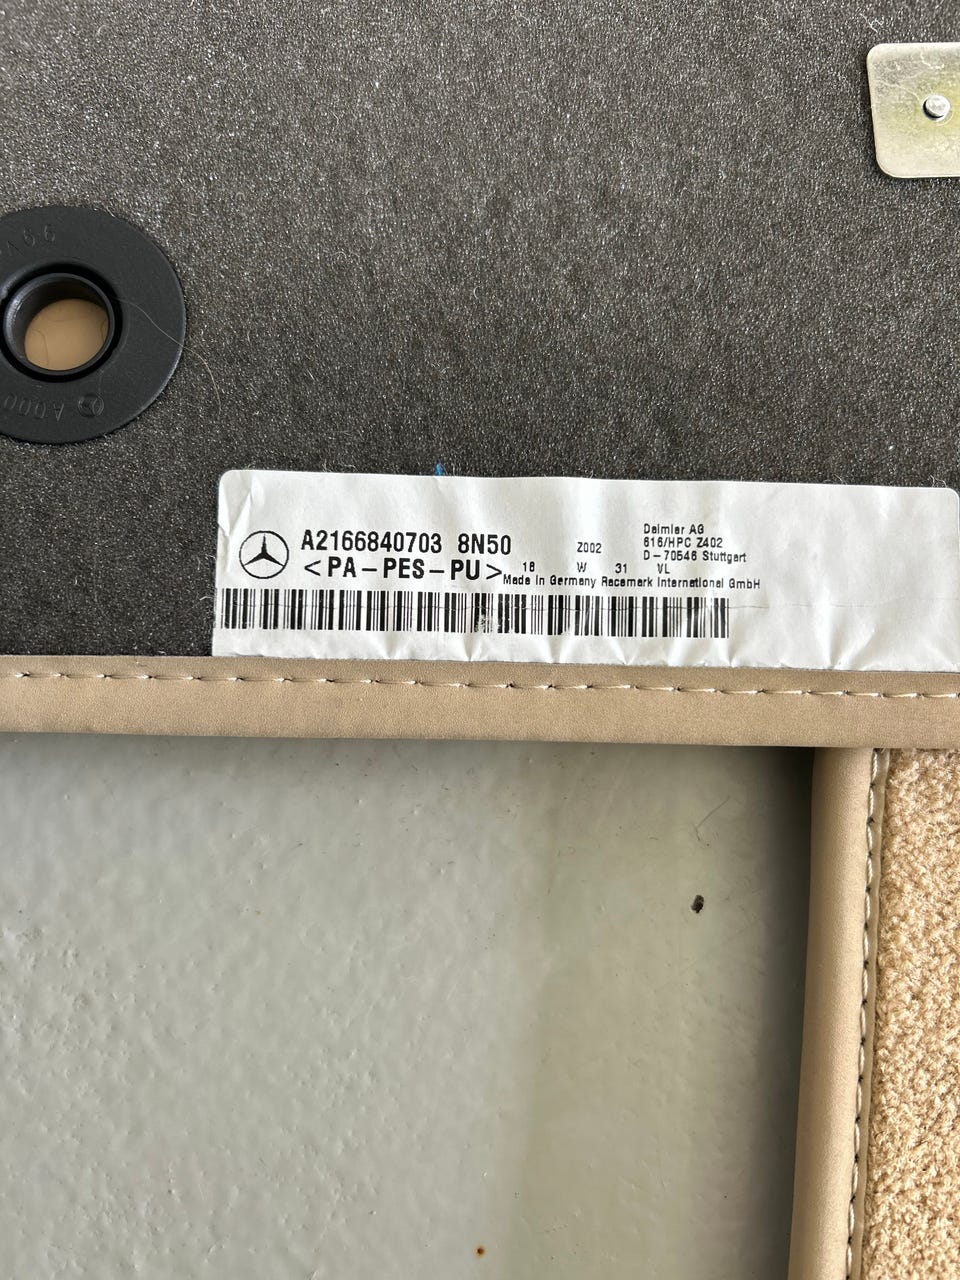 A2166840703 8N50
<PA-PES-PU>
Z002
18 W 31 VL
Daimler AG
616/HPC Z402
D-70546 Stuttgart
Made in Germany Racemark International GmbH